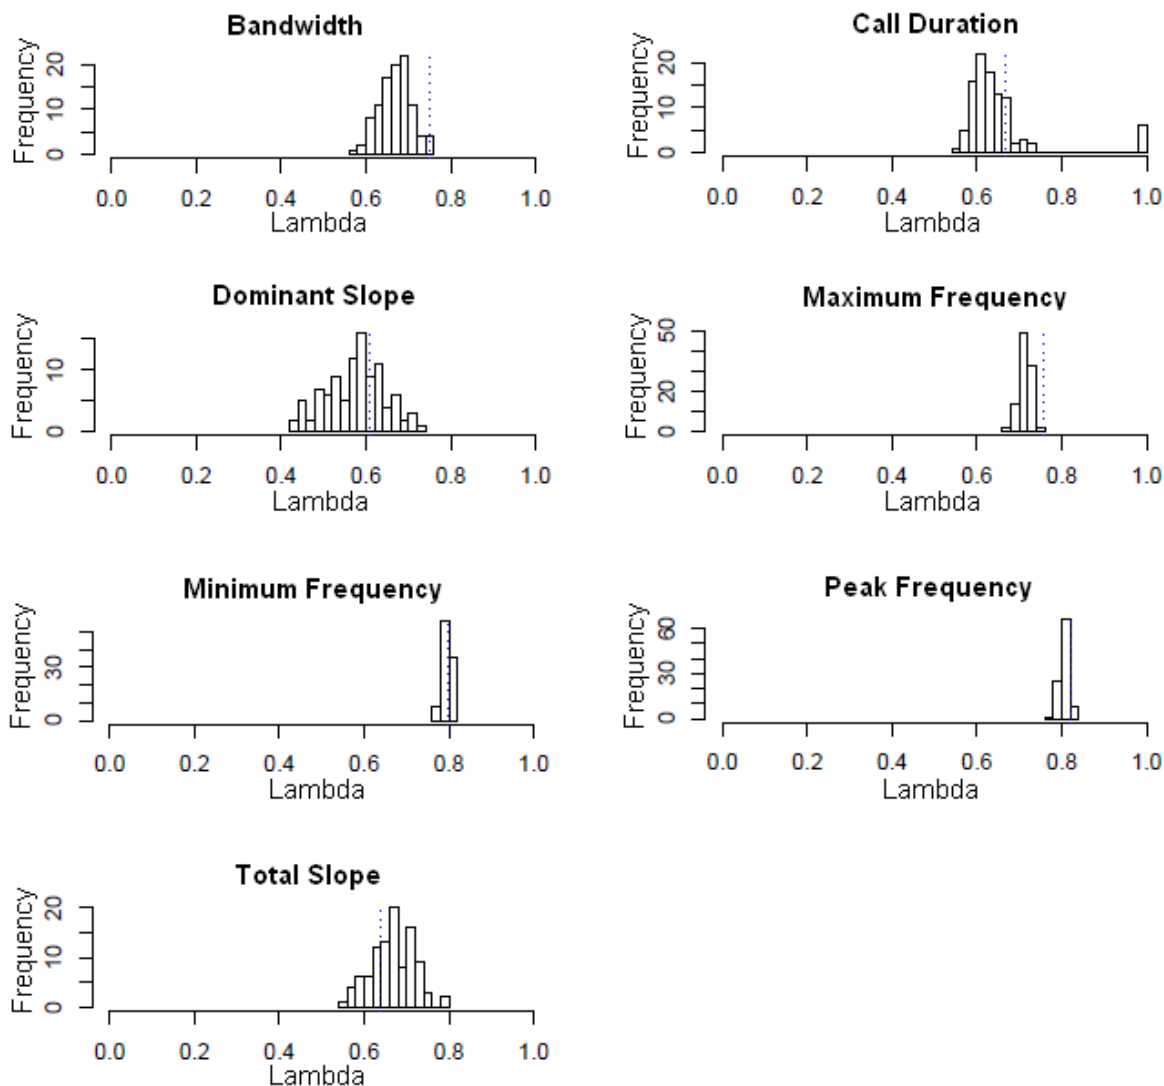 Bandwidth
Frequency
0 10 20
0.0 0.2 0.4 0.6 0.8 1.0
Lambda
Call Duration
Frequency
0 10 20
0.0 0.2 0.4 0.6 0.8 1.0
Lambda
Dominant Slope
Frequency
0 10
0.0 0.2 0.4 0.6 0.8 1.0
Lambda
Maximum Frequency
Frequency
0 20 50
0.0 0.2 0.4 0.6 0.8 1.0
Lambda
Minimum Frequency
Frequency
0 30
0.0 0.2 0.4 0.6 0.8 1.0
Lambda
Peak Frequency
Frequency
0 30 60
0.0 0.2 0.4 0.6 0.8 1.0
Lambda
Total Slope
Frequency
0 10 20
0.0 0.2 0.4 0.6 0.8 1.0
Lambda